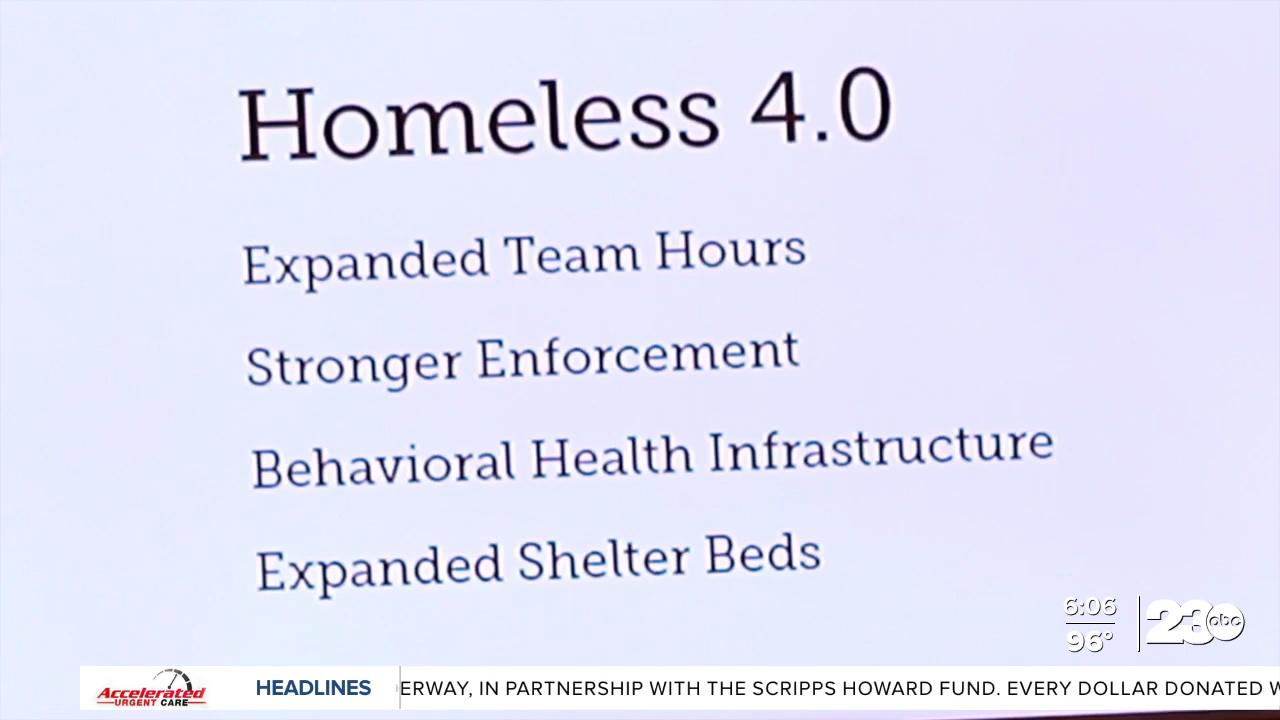 Homeless 4.0
Expanded Team Hours
Stronger Enforcement
Behavioral Health Infrastructure
Expanded Shelter Beds
6:06
96°
23 abc
Accelerated
URGENT CARE
HEADLINES
ERWAY, IN PARTNERSHIP WITH THE SCRIPPS HOWARD FUND. EVERY DOLLAR DONATED W